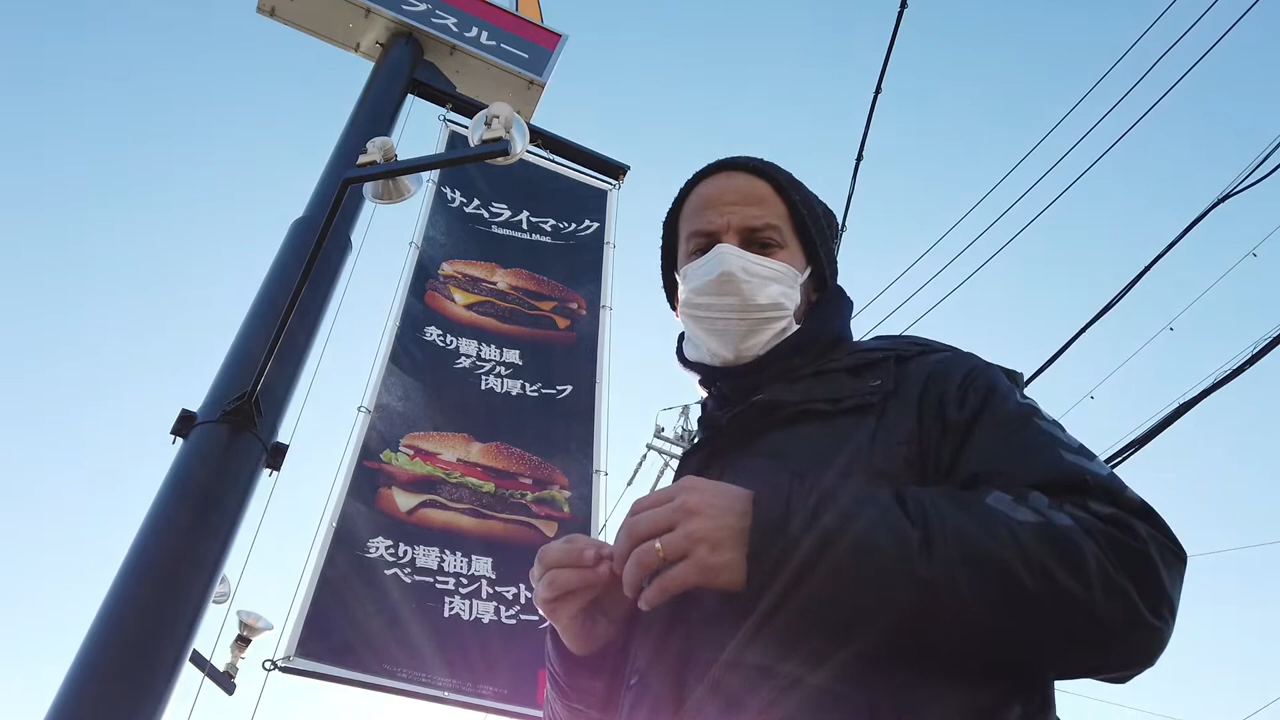 ブスルー
サムライマック
Samurai Mac
炙り醤油風
ダブル
肉厚ビーフ
炙り醤油風
ベーコントマト
肉厚ビーフ